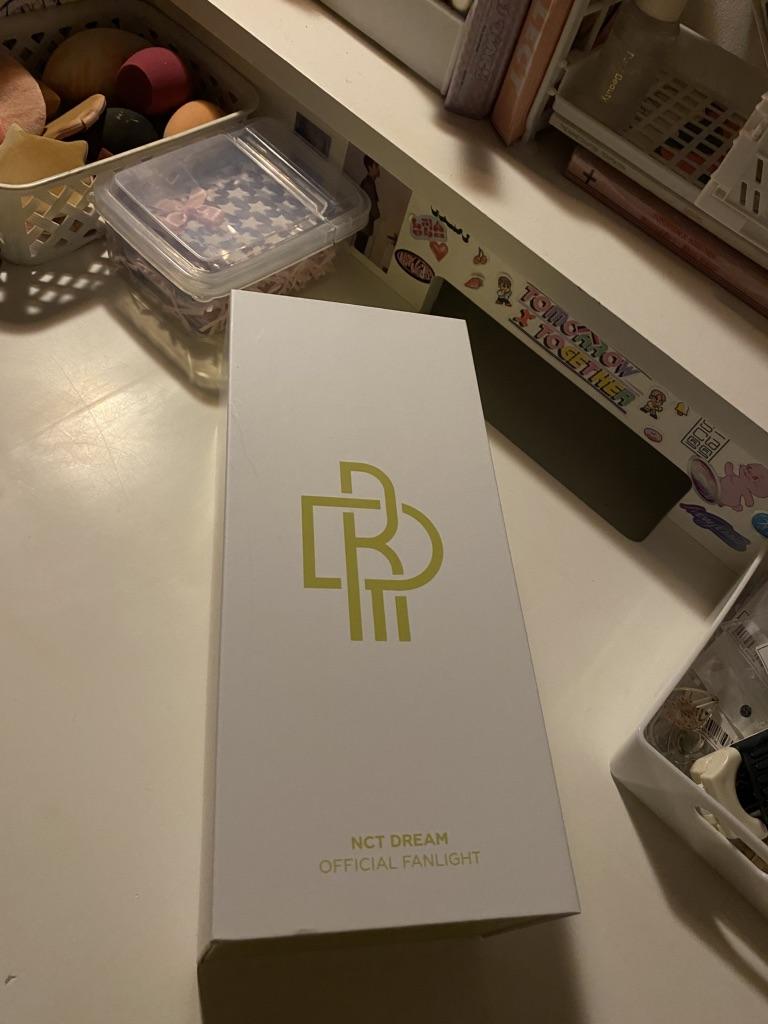 TOMORROW
X TOGETHER
NCT DREAM
OFFICIAL FANLIGHT